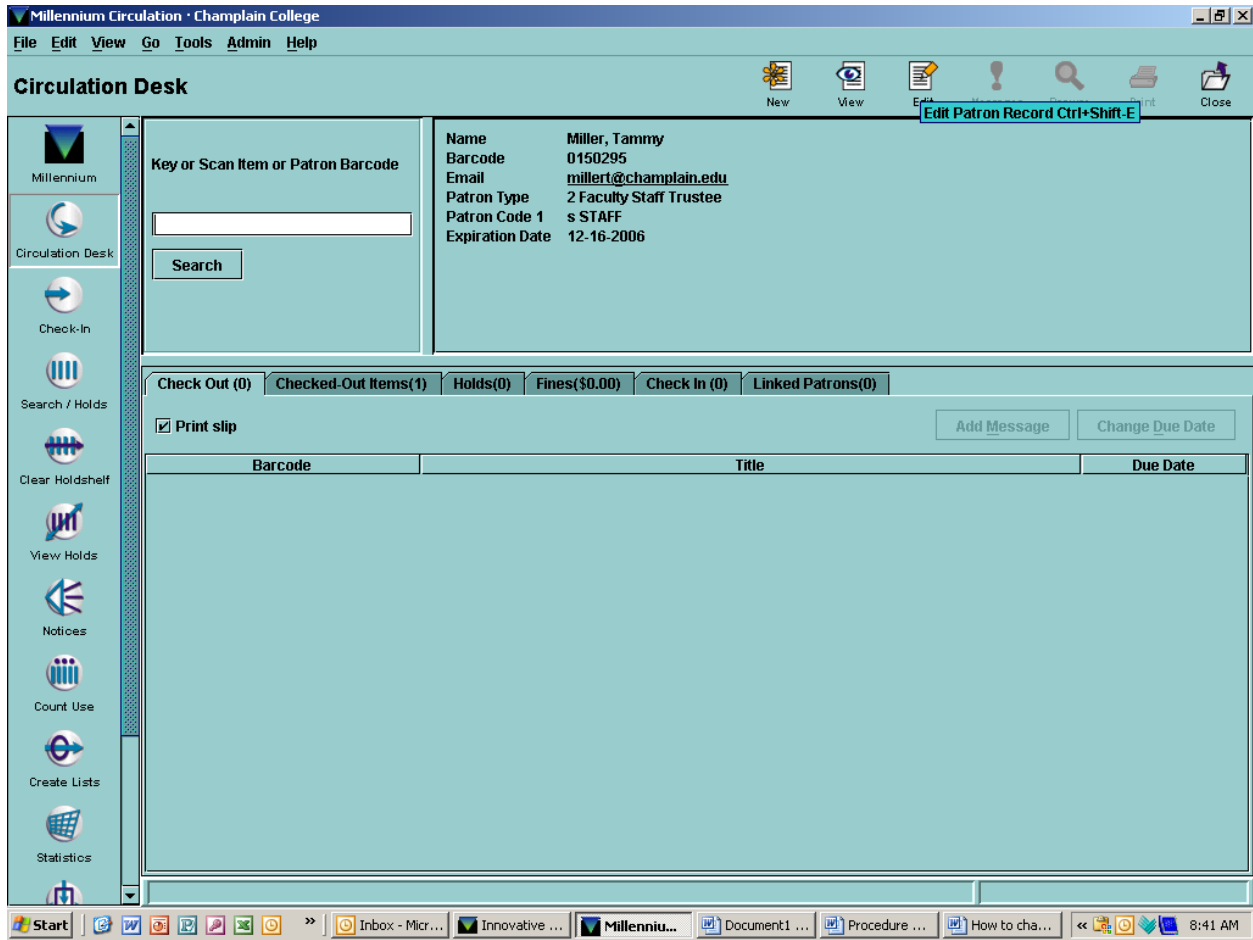 Millennium Circulation · Champlain College
File Edit View Go Tools Admin Help
Circulation Desk
New View Edit Print Close
Edit Patron Record Ctrl+Shift-E
Millennium
Circulation Desk
Check-In
Search / Holds
Clear Holdshelf
View Holds
Notices
Count Use
Create Lists
Statistics
Key or Scan Item or Patron Barcode
Search
Name Miller, Tammy
Barcode 0150295
Email millert@champlain.edu
Patron Type 2 Faculty Staff Trustee
Patron Code 1 s STAFF
Expiration Date 12-16-2006
Check Out (0) Checked-Out Items(1) Holds(0) Fines($0.00) Check In (0) Linked Patrons(0)
Print slip Add Message Change Due Date
Barcode Title Due Date
Start » Inbox - Micr... Innovative ... Millenniu... Document1 ... Procedure ... How to cha... « 8:41 AM